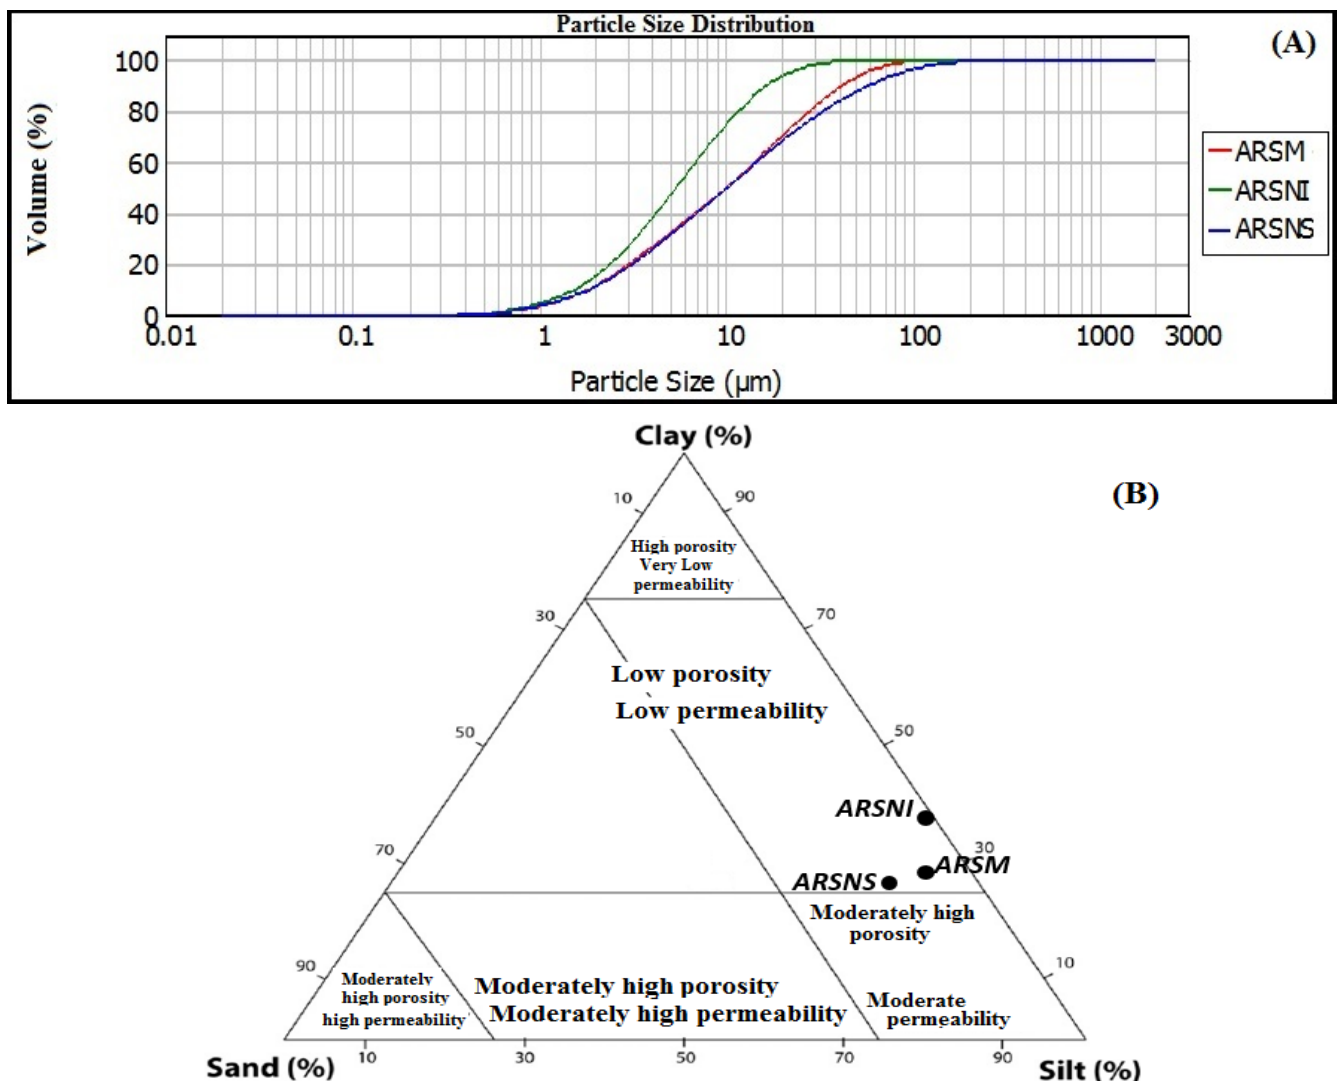 Particle Size Distribution
(A)
Volume (%)
100
80
60
40
20
0
0.01
0.1
1
10
100
1000
3000
Particle Size (µm)
ARSM
ARSNI
ARSNS
Clay (%)
(B)
10
90
High porosity
Very Low
permeability
30
70
Low porosity
Low permeability
50
50
ARSNI
70
30
ARSM
ARSNS
Moderately high
porosity
90
10
Moderately
high porosity
high permeability
Moderately high porosity
Moderately high permeability
Moderate
permeability
Sand (%)
10
30
50
70
90
Silt (%)